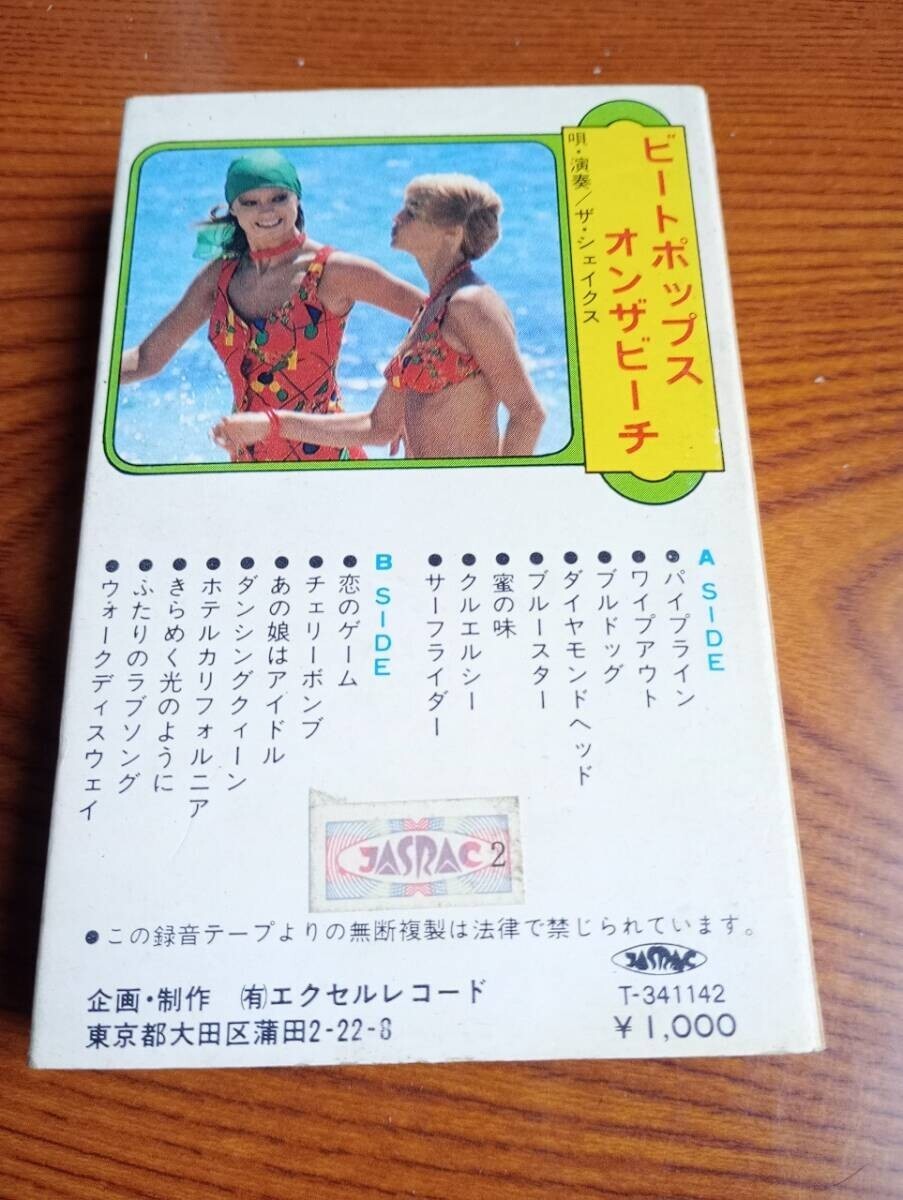 ビートポップス
オンザビーチ
唄・演奏/ザ・シェイクス
A SIDE
●パイプライン
●ワイプアウト
●ブルドッグ
●ダイヤモンドヘッド
●ブルースター
●蜜の味
●クルエルシー
●サーフライダー
B SIDE
●恋のゲーム
●チェリーボンブ
●あの娘はアイドル
●ダンシングクィーン
●ホテルカリフォルニア
●きらめく光のように
●ふたりのラブソング
●ウォークディスウェイ
JASRAC 2
●この録音テープよりの無断複製は法律で禁じられています。
JASRAC
企画・制作 ㈲エクセルレコード
T-341142
東京都大田区蒲田2-22-8
¥1,000